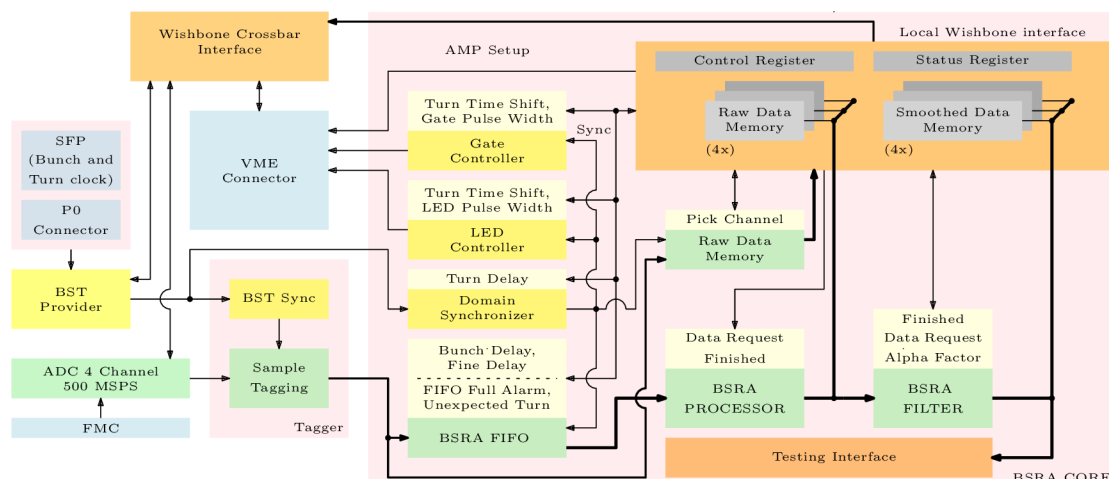 Wishbone Crossbar
Interface
AMP Setup
Local Wishbone interface
Control Register
Status Register
Raw Data
Memory
(4x)
Smoothed Data
Memory
(4x)
SFP
(Bunch and
Turn clock)
P0
Connector
VME
Connector
Turn Time Shift,
Gate Pulse Width
Sync
Gate
Controller
Turn Time Shift,
LED Pulse Width
LED
Controller
Pick Channel
Raw Data
Memory
BST
Provider
BST Sync
Turn Delay
Domain
Synchronizer
Data Request
Finished
BSRA
PROCESSOR
Finished
Data Request
Alpha Factor
BSRA
FILTER
ADC 4 Channel
500 MSPS
Sample
Tagging
Bunch Delay,
Fine Delay
FIFO Full Alarm,
Unexpected Turn
BSRA FIFO
FMC
Tagger
Testing Interface
BSRA CORE